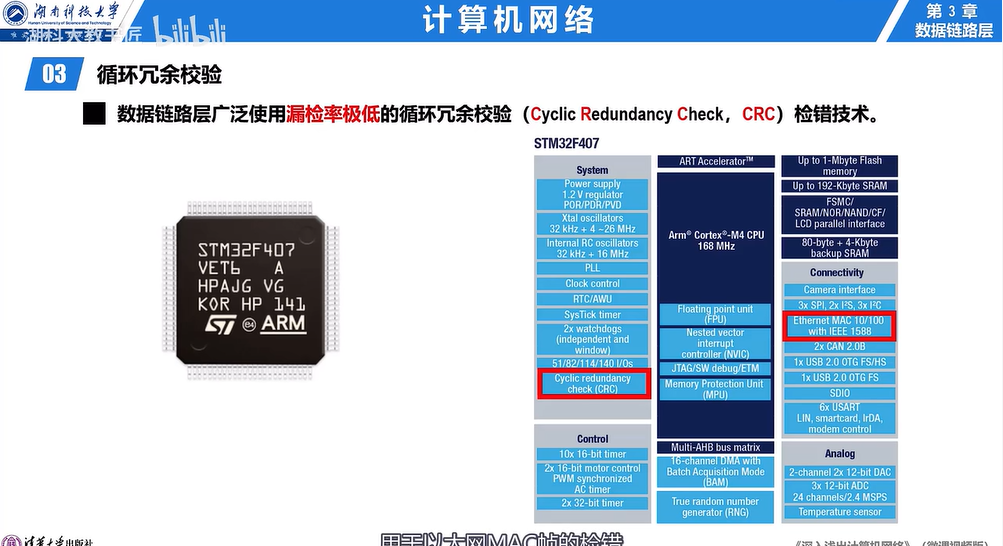 湖南科技大学
Hunan University of Science and Technology
湖科大教书匠
bilibili
计算机网络
第 3 章
数据链路层
03
循环冗余校验
数据链路层广泛使用漏检率极低的循环冗余校验（Cyclic Redundancy Check，CRC）检错技术。
STM32F407
VET6 A
HPAJG VG
KOR HP 141
ST e4 ARM
STM32F407
System
Power supply
1.2 V regulator
POR/PDR/PVD
Xtal oscillators
32 kHz + 4 ~26 MHz
Internal RC oscillators
32 kHz + 16 MHz
PLL
Clock control
RTC/AWU
SysTick timer
2x watchdogs
(independent and
window)
51/82/114/140 I/Os
Cyclic redundancy
check (CRC)
Control
10x 16-bit timer
2x 16-bit motor control
PWM synchronized
AC timer
2x 32-bit timer
ART Accelerator™
Arm® Cortex®-M4 CPU
168 MHz
Floating point unit
(FPU)
Nested vector
interrupt
controller (NVIC)
JTAG/SW debug/ETM
Memory Protection Unit
(MPU)
Multi-AHB bus matrix
16-channel DMA with
Batch Acquisition Mode
(BAM)
True random number
generator (RNG)
Up to 1-Mbyte Flash
memory
Up to 192-Kbyte SRAM
FSMC/
SRAM/NOR/NAND/CF/
LCD parallel interface
80-byte + 4-Kbyte
backup SRAM
Connectivity
Camera interface
3x SPI, 2x I²S, 3x I²C
Ethernet MAC 10/100
with IEEE 1588
2x CAN 2.0B
1x USB 2.0 OTG FS/HS
1x USB 2.0 OTG FS
SDIO
6x USART
LIN, smartcard, IrDA,
modem control
Analog
2-channel 2x 12-bit DAC
3x 12-bit ADC
24 channels/2.4 MSPS
Temperature sensor
清华大学出版社
用于以太网MAC帧的检错
《深入浅出计算机网络》（微课视频版）